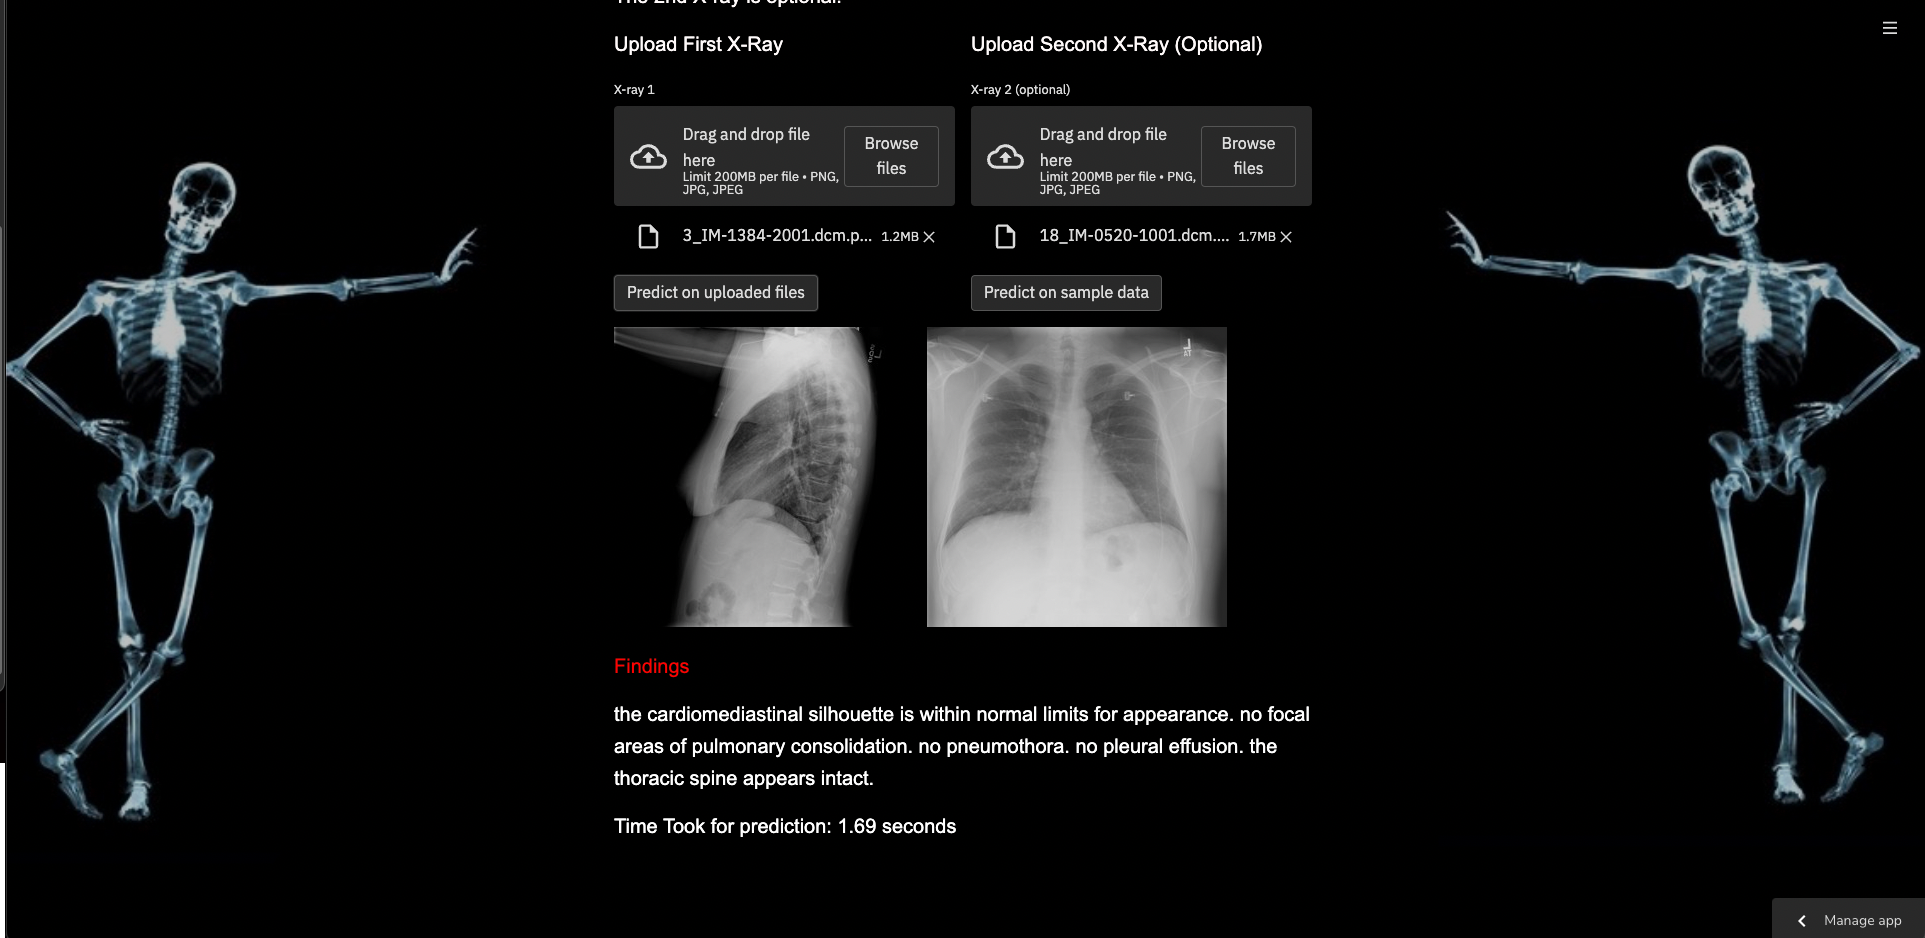 The 2nd X-ray is optional.
Upload First X-Ray
Upload Second X-Ray (Optional)
X-ray 1
X-ray 2 (optional)
Drag and drop file
here
Limit 200MB per file • PNG,
JPG, JPEG
Browse
files
Drag and drop file
here
Limit 200MB per file • PNG,
JPG, JPEG
Browse
files
3_IM-1384-2001.dcm.p... 1.2MB
18_IM-0520-1001.dcm.... 1.7MB
Predict on uploaded files
Predict on sample data
L
Findings
the cardiomediastinal silhouette is within normal limits for appearance. no focal
areas of pulmonary consolidation. no pneumothora. no pleural effusion. the
thoracic spine appears intact.
Time Took for prediction: 1.69 seconds
Manage app